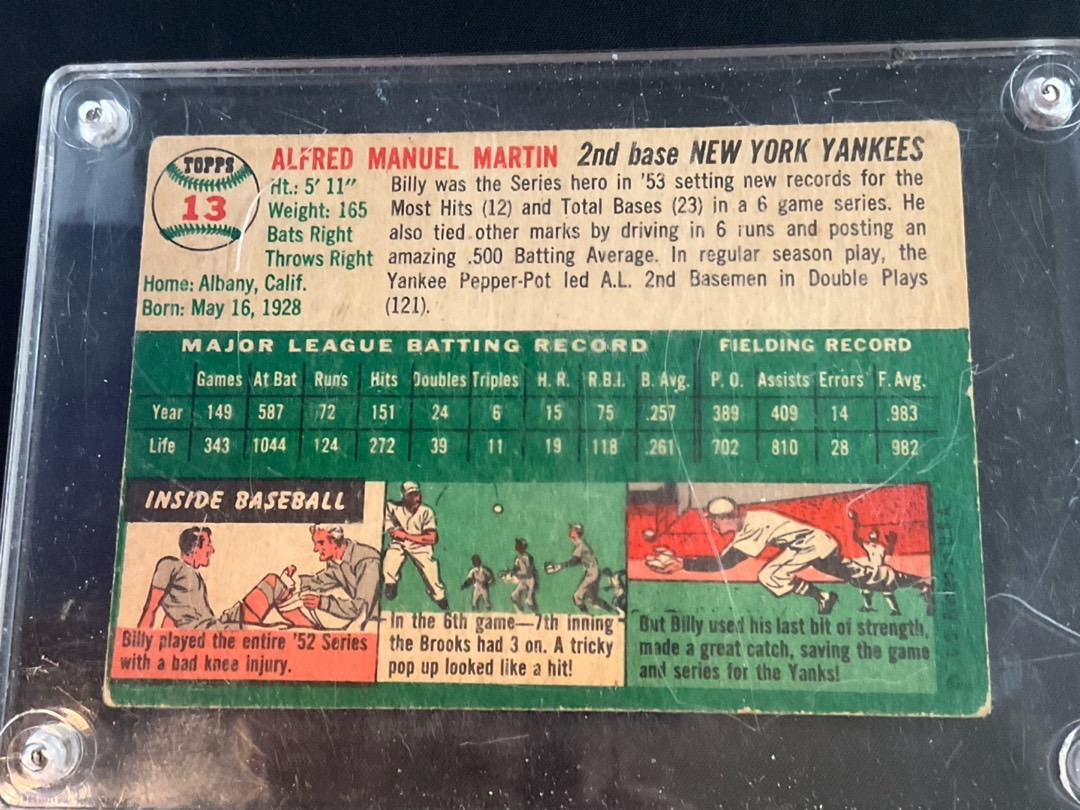 TOPPS
13
ALFRED MANUEL MARTIN 2nd base NEW YORK YANKEES
Ht.: 5' 11"
Weight: 165
Bats Right
Throws Right
Home: Albany, Calif.
Born: May 16, 1928
Billy was the Series hero in '53 setting new records for the
Most Hits (12) and Total Bases (23) in a 6 game series. He
also tied other marks by driving in 6 runs and posting an
amazing .500 Batting Average. In regular season play, the
Yankee Pepper-Pot led A.L. 2nd Basemen in Double Plays
(121).
MAJOR LEAGUE BATTING RECORD FIELDING RECORD
Games At Bat Runs Hits Doubles Triples H. R. R.B.I. B. Avg. P. O. Assists Errors F. Avg.
Year 149 587 72 151 24 6 15 75 .257 389 409 14 .983
Life 343 1044 124 272 39 11 19 118 .261 702 810 28 .982
INSIDE BASEBALL
Billy played the entire '52 Series
with a bad knee injury.
In the 6th game—7th inning
the Brooks had 3 on. A tricky
pop up looked like a hit!
But Billy used his last bit of strength,
made a great catch, saving the game
and series for the Yanks!